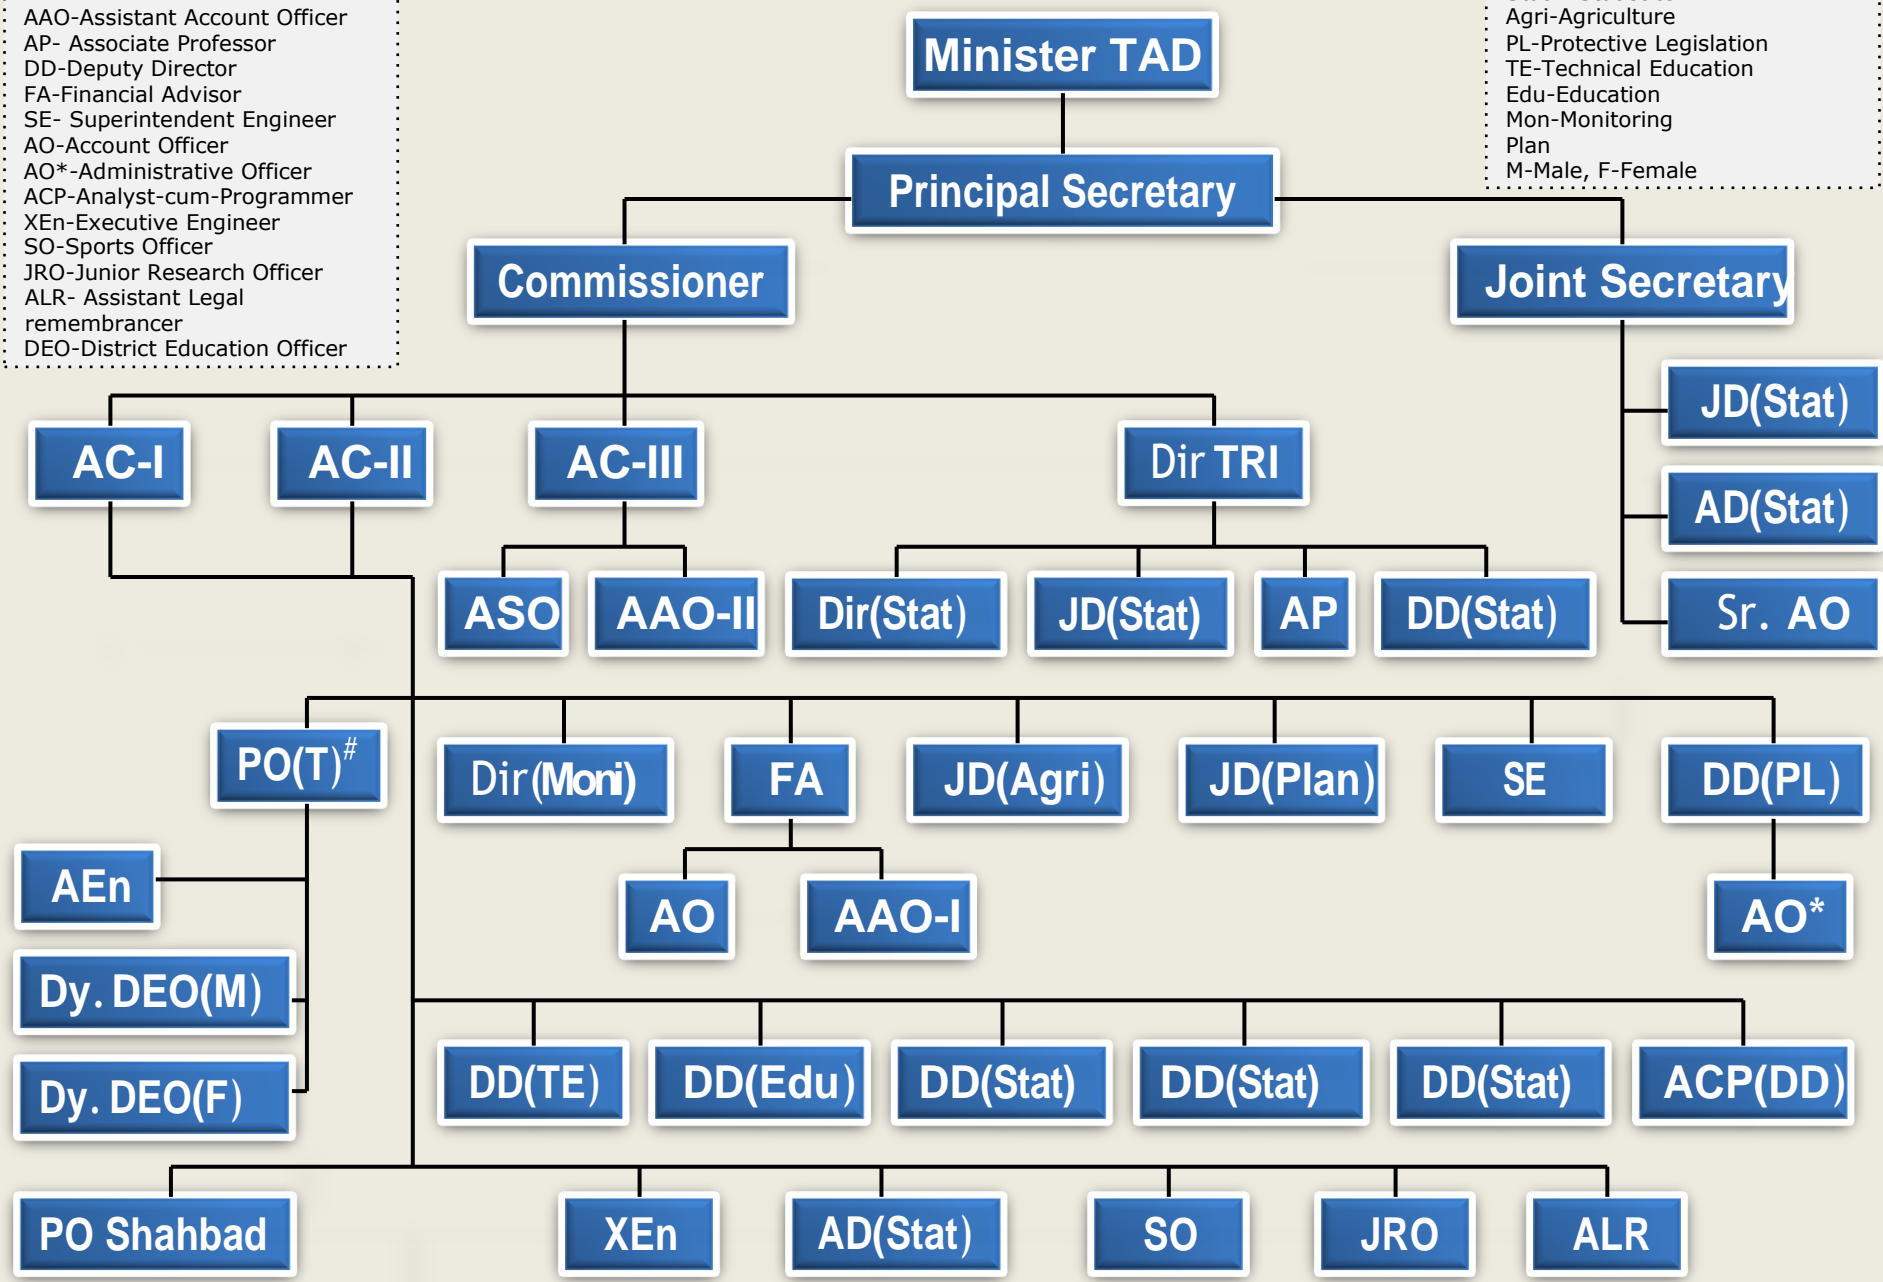 AAO-Assistant Account Officer
AP- Associate Professor
DD-Deputy Director
FA-Financial Advisor
SE- Superintendent Engineer
AO-Account Officer
AO*-Administrative Officer
ACP-Analyst-cum-Programmer
XEn-Executive Engineer
SO-Sports Officer
JRO-Junior Research Officer
ALR- Assistant Legal
remembrancer
DEO-District Education Officer
Agri-Agriculture
PL-Protective Legislation
TE-Technical Education
Edu-Education
Mon-Monitoring
Plan
M-Male, F-Female
Minister TAD
Principal Secretary
Commissioner
Joint Secretary
JD(Stat)
AD(Stat)
Sr. AO
AC-I
AC-II
AC-III
Dir TRI
ASO
AAO-II
Dir(Stat)
JD(Stat)
AP
DD(Stat)
PO(T)#
Dir(Moni)
FA
JD(Agri)
JD(Plan)
SE
DD(PL)
AEn
AO
AAO-I
AO*
Dy. DEO(M)
Dy. DEO(F)
DD(TE)
DD(Edu)
DD(Stat)
DD(Stat)
DD(Stat)
ACP(DD)
PO Shahbad
XEn
AD(Stat)
SO
JRO
ALR